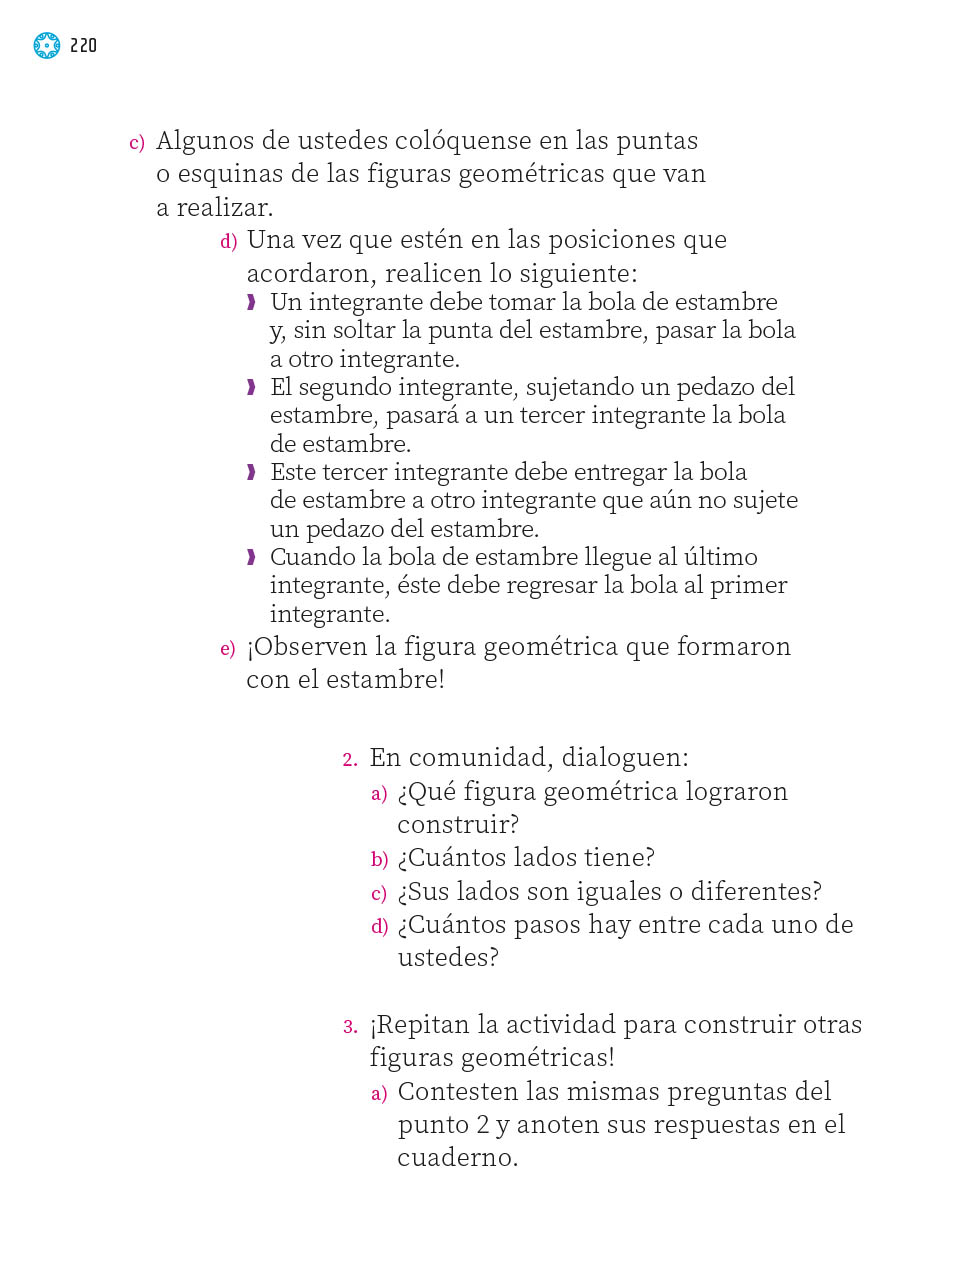 220
c) Algunos de ustedes colóquense en las puntas
o esquinas de las figuras geométricas que van
a realizar.
d) Una vez que estén en las posiciones que
acordaron, realicen lo siguiente:
Un integrante debe tomar la bola de estambre
y, sin soltar la punta del estambre, pasar la bola
a otro integrante.
El segundo integrante, sujetando un pedazo del
estambre, pasará a un tercer integrante la bola
de estambre.
Este tercer integrante debe entregar la bola
de estambre a otro integrante que aún no sujete
un pedazo del estambre.
Cuando la bola de estambre llegue al último
integrante, éste debe regresar la bola al primer
integrante.
e) ¡Observen la figura geométrica que formaron
con el estambre!
2. En comunidad, dialoguen:
a) ¿Qué figura geométrica lograron
construir?
b) ¿Cuántos lados tiene?
c) ¿Sus lados son iguales o diferentes?
d) ¿Cuántos pasos hay entre cada uno de
ustedes?
3. ¡Repitan la actividad para construir otras
figuras geométricas!
a) Contesten las mismas preguntas del
punto 2 y anoten sus respuestas en el
cuaderno.